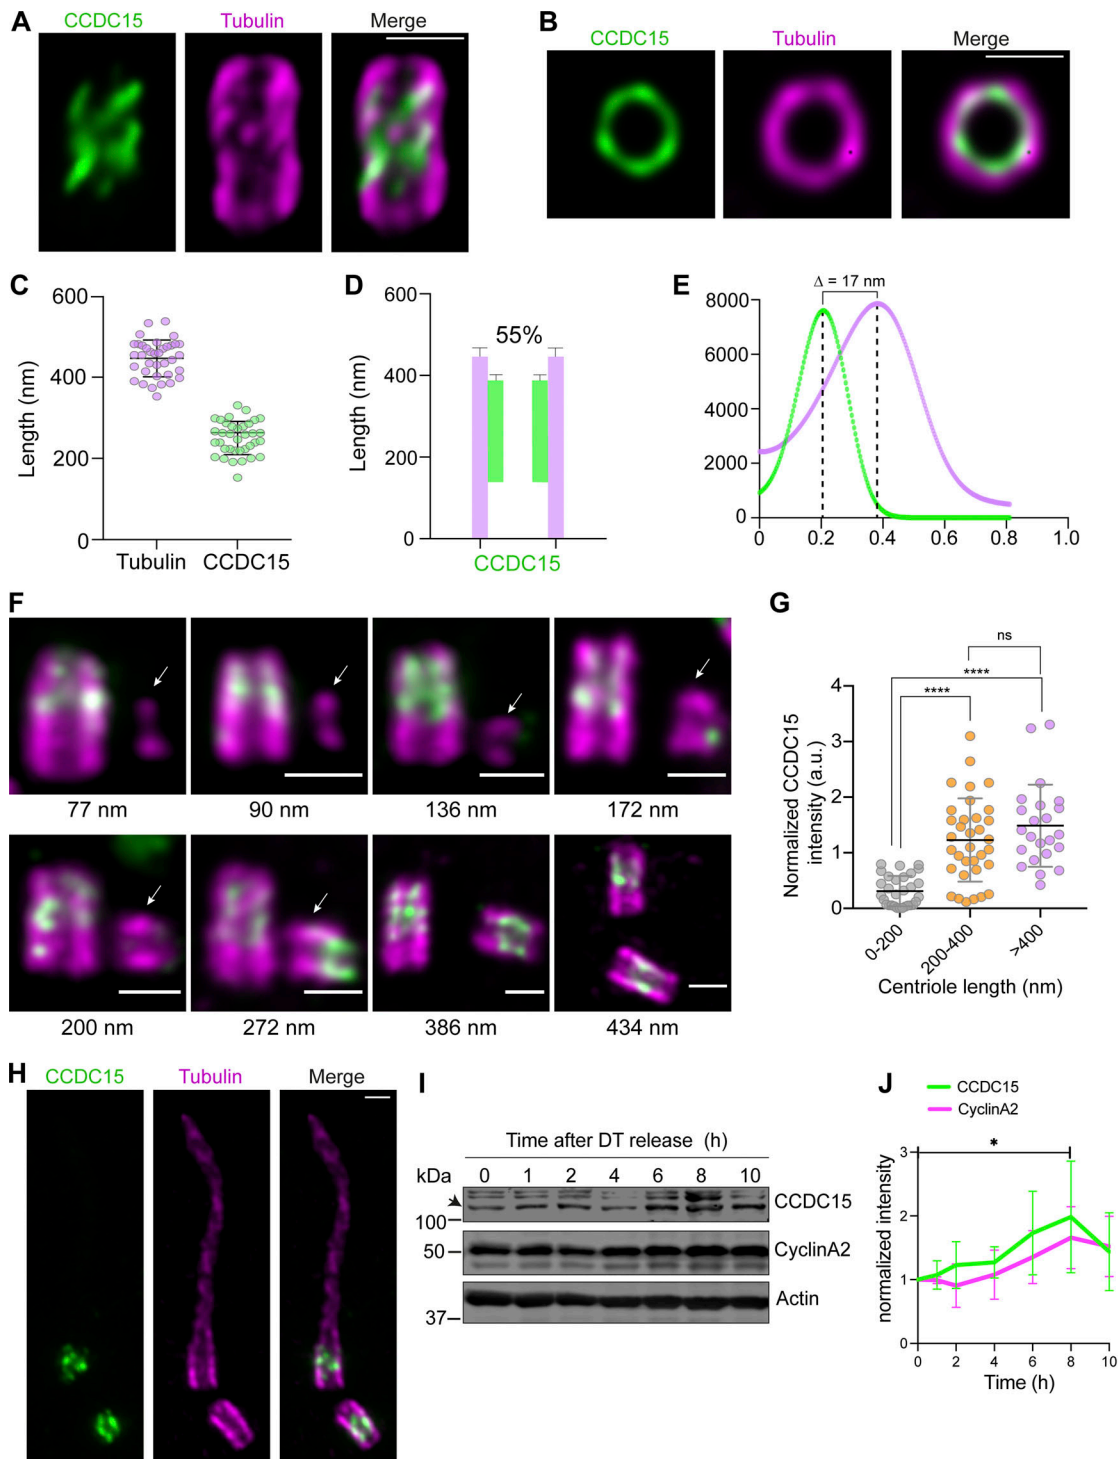 A
CCDC15 Tubulin Merge
B
CCDC15 Tubulin Merge
C
Length (nm)
600
400
200
0
Tubulin CCDC15
D
Length (nm)
600
400
200
0
55%
CCDC15
E
Δ = 17 nm
8000
6000
4000
2000
0
0 0.2 0.4 0.6 0.8 1.0
F
77 nm 90 nm 136 nm 172 nm
200 nm 272 nm 386 nm 434 nm
G
ns
****
****
Normalized CCDC15
intensity (a.u.)
4
3
2
1
0
0-200 200-400 >400
Centriole length (nm)
H
CCDC15 Tubulin Merge
I
Time after DT release (h)
kDa 0 1 2 4 6 8 10
CCDC15
100
50 CyclinA2
Actin
37
J
CCDC15
CyclinA2
*
normalized intensity
3
2
1
0
0 2 4 6 8 10
Time (h)